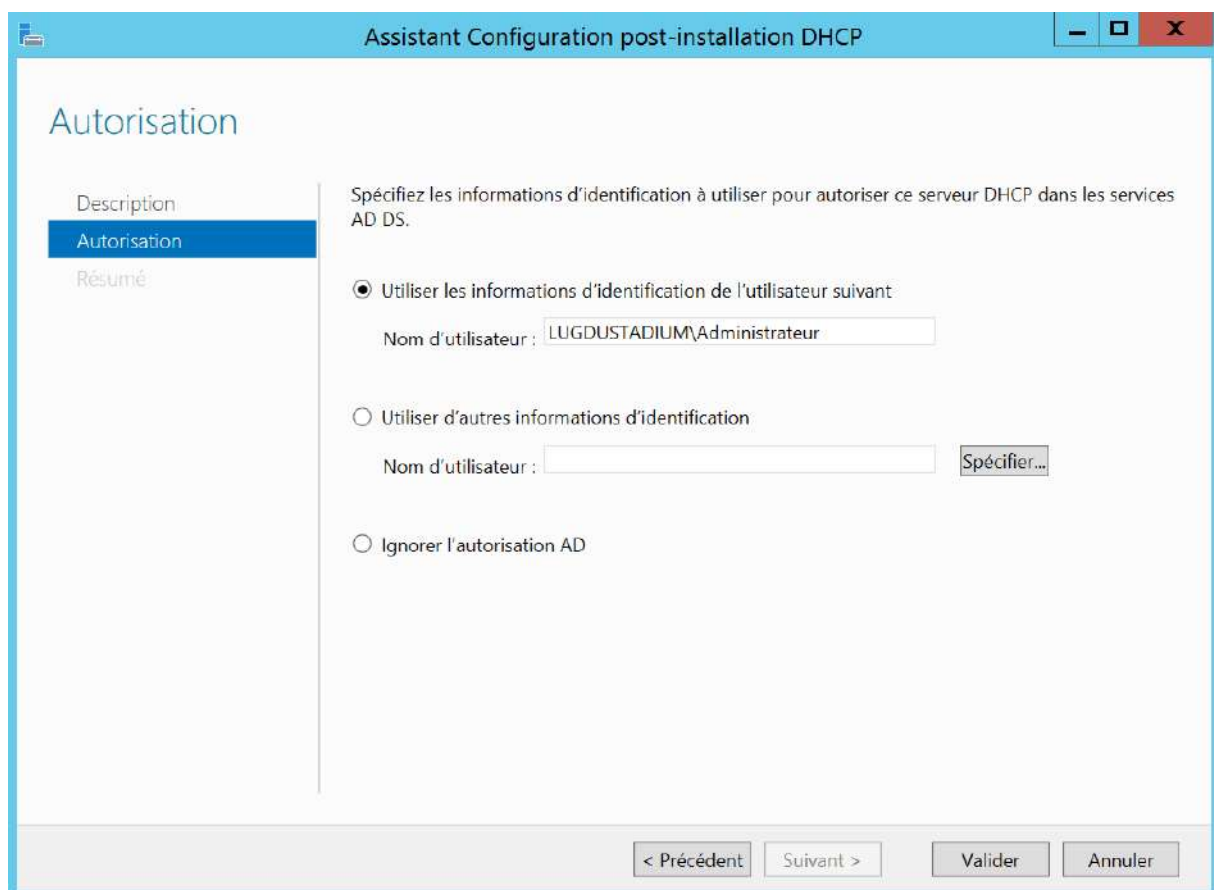 Assistant Configuration post-installation DHCP
Autorisation
Description
Autorisation
Résumé
Spécifiez les informations d'identification à utiliser pour autoriser ce serveur DHCP dans les services
AD DS.
Utiliser les informations d'identification de l'utilisateur suivant
Nom d'utilisateur : LUGDUSTADIUM\Administrateur
Utiliser d'autres informations d'identification
Nom d'utilisateur :
Spécifier...
Ignorer l'autorisation AD
< Précédent
Suivant >
Valider
Annuler